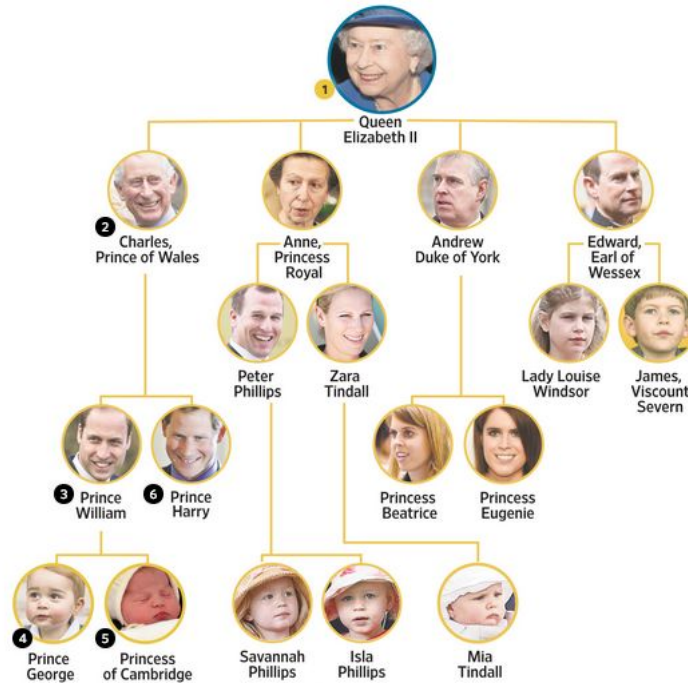 1
Queen
Elizabeth II
2
Charles,
Prince of Wales
Anne,
Princess
Royal
Andrew
Duke of York
Edward,
Earl of
Wessex
Peter
Phillips
Zara
Tindall
Lady Louise
Windsor
James,
Viscount
Severn
3 Prince
William
6 Prince
Harry
Princess
Beatrice
Princess
Eugenie
4
Prince
George
5
Princess
of Cambridge
Savannah
Phillips
Isla
Phillips
Mia
Tindall